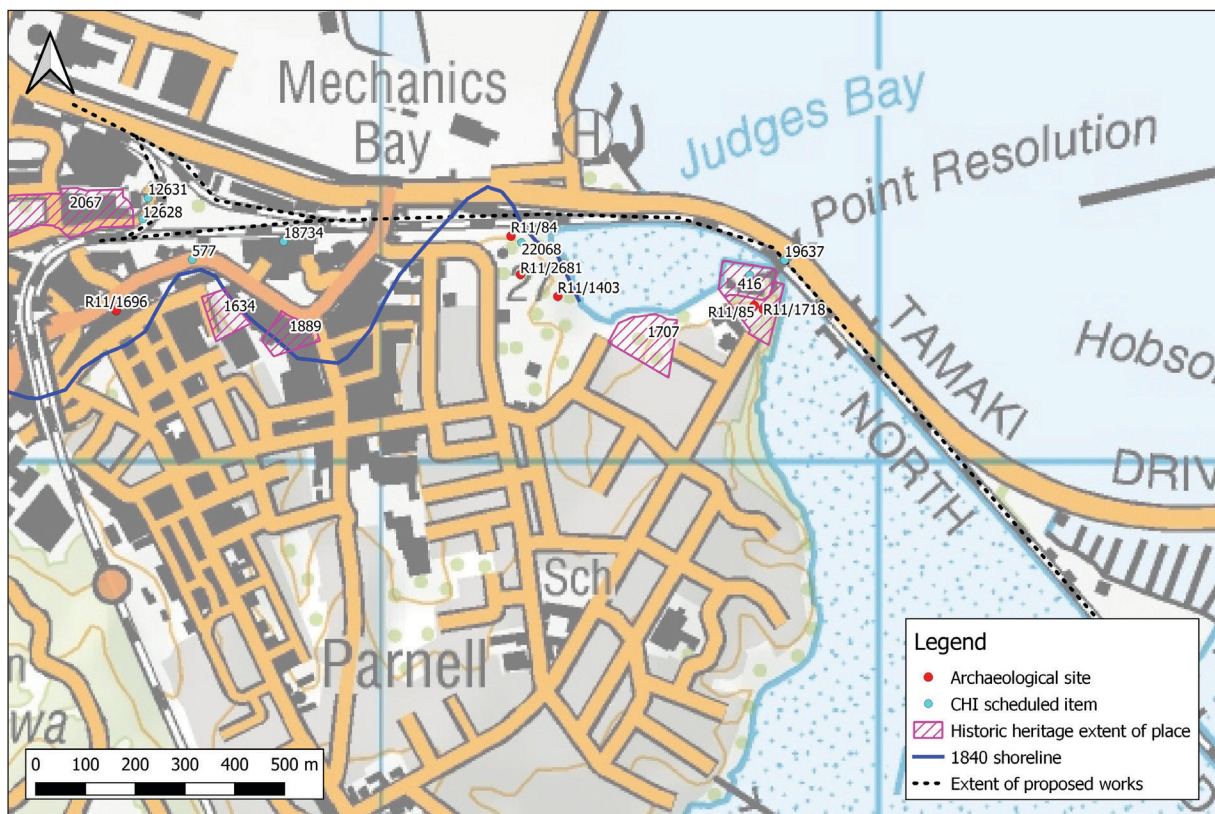 Mechanics
Bay
H
Judges Bay
Point Resolution
12631
2067
12628
18734
577
R11/84
22068
R11/2681
R11/1403
19637
416
R11/85
R11/1718
R11/1696
1634
1889
1707
TAMAKI
DRIV
NORTH
Hobso
Sch
Parnell
wa
0 100 200 300 400 500 m
Legend
Archaeological site
CHI scheduled item
Historic heritage extent of place
1840 shoreline
Extent of proposed works